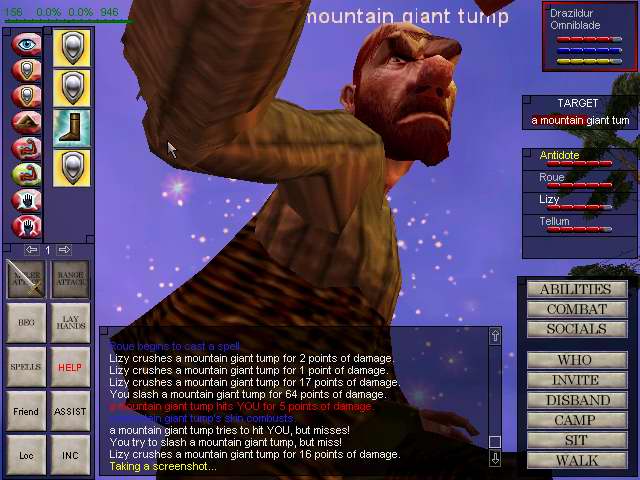 156 0.0% 0.0% 946
mountain giant tump
Drazildur
Omniblade
TARGET
a mountain giant tum
Antidote
Roue
Lizy
Tellum
1
MELEE ATTACK
RANGE ATTACK
BEG
LAY HANDS
SPELLS
HELP
Friend
ASSIST
Loc
INC
Roue begins to cast a spell.
Lizy crushes a mountain giant tump for 2 points of damage.
Lizy crushes a mountain giant tump for 1 point of damage.
Lizy crushes a mountain giant tump for 17 points of damage.
You slash a mountain giant tump for 64 points of damage.
a mountain giant tump hits YOU for 5 points of damage.
a mountain giant tump's skin combusts
a mountain giant tump tries to hit YOU, but misses!
You try to slash a mountain giant tump, but miss!
Lizy crushes a mountain giant tump for 16 points of damage.
Taking a screenshot...
ABILITIES
COMBAT
SOCIALS
WHO
INVITE
DISBAND
CAMP
SIT
WALK